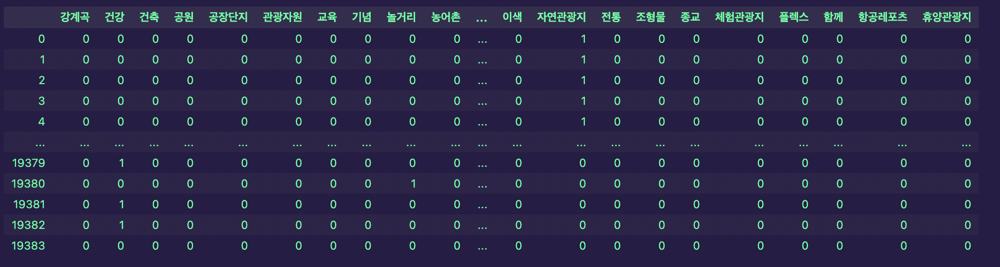 강계곡 건강 건축 공원 공장단지 관광자원 교육 기념 놀거리 농어촌 ... 이색 자연관광지 전통 조형물 종교 체험관광지 플렉스 함께 항공레포츠 휴양관광지
0 0 0 0 0 0 0 0 0 0 0 ... 0 1 0 0 0 0 0 0 0 0
1 0 0 0 0 0 0 0 0 0 0 ... 0 1 0 0 0 0 0 0 0 0
2 0 0 0 0 0 0 0 0 0 0 ... 0 1 0 0 0 0 0 0 0 0
3 0 0 0 0 0 0 0 0 0 0 ... 0 1 0 0 0 0 0 0 0 0
4 0 0 0 0 0 0 0 0 0 0 ... 0 1 0 0 0 0 0 0 0 0
... ... ... ... ... ... ... ... ... ... ... ... ... ... ... ... ... ... ... ... ... ...
19379 0 1 0 0 0 0 0 0 0 0 ... 0 0 0 0 0 0 0 0 0 0
19380 0 0 0 0 0 0 0 0 1 0 ... 0 0 0 0 0 0 0 0 0 0
19381 0 1 0 0 0 0 0 0 0 0 ... 0 0 0 0 0 0 0 0 0 0
19382 0 1 0 0 0 0 0 0 0 0 ... 0 0 0 0 0 0 0 0 0 0
19383 0 0 0 0 0 0 0 0 0 0 ... 0 0 0 0 0 0 0 0 0 0